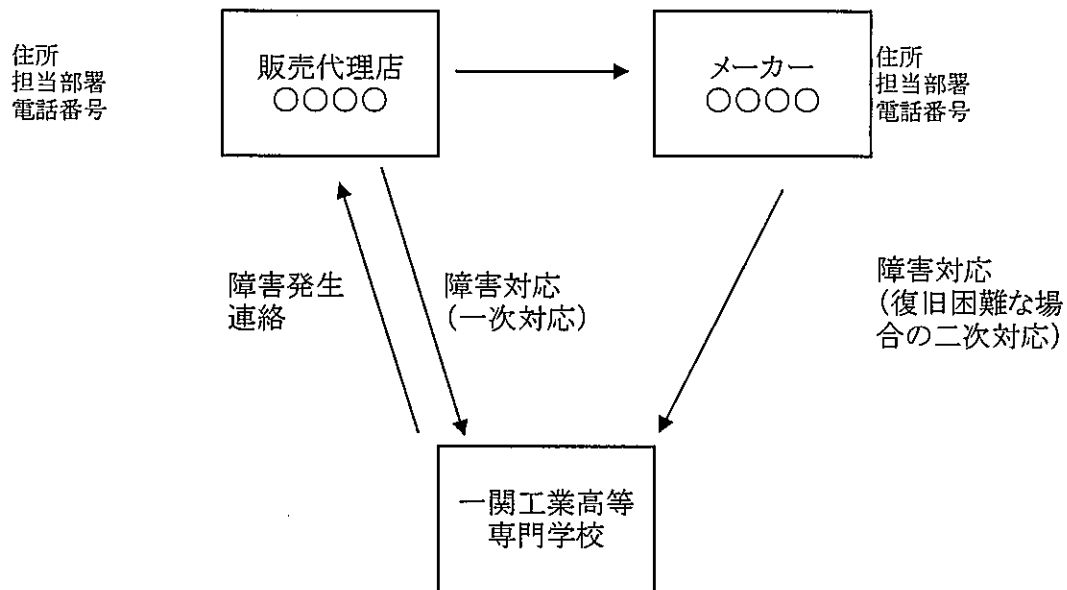 住所
担当部署
電話番号
販売代理店
○○○○
メーカー
○○○○
住所
担当部署
電話番号
障害発生
連絡
障害対応
(一次対応)
障害対応
(復旧困難な場
合の二次対応)
一関工業高等
専門学校